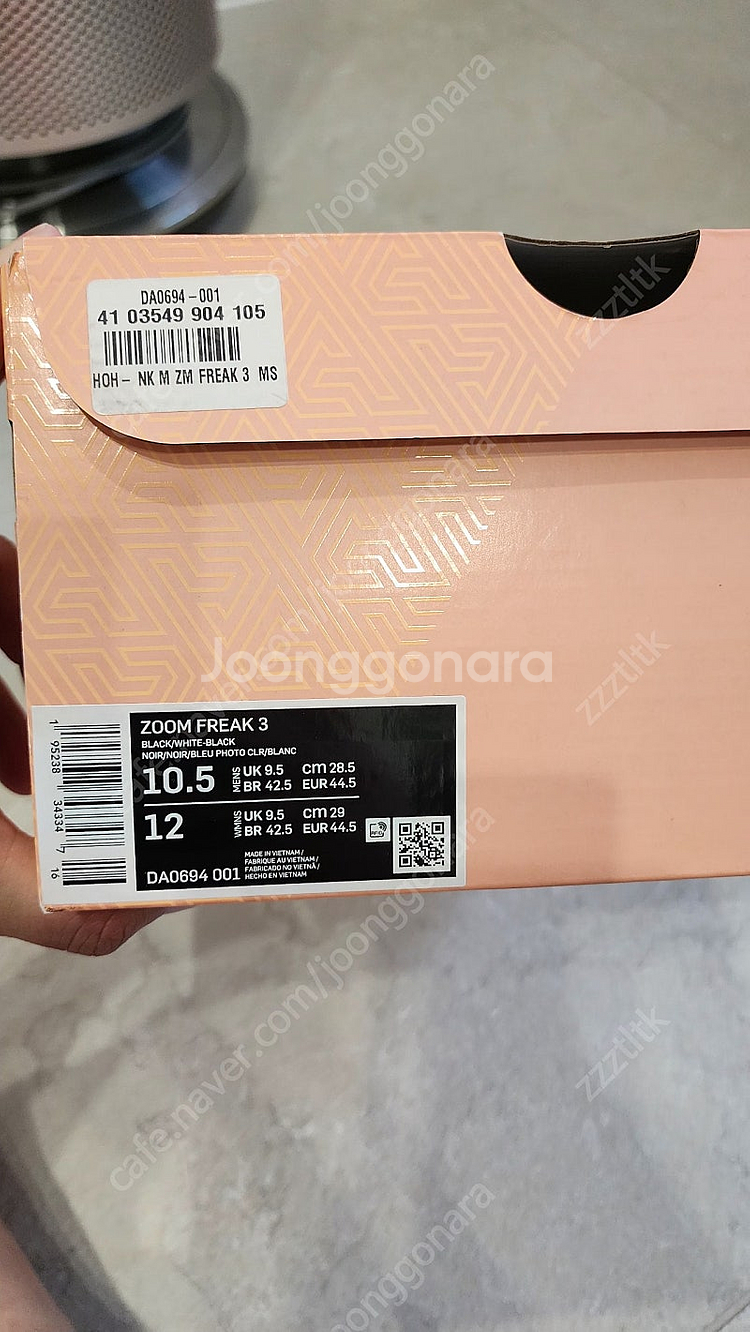 DA0694-001
41 03549 904 105
HOH- NK M ZM FREAK 3 MS
Joonggonara
ZOOM FREAK 3
BLACK/WHITE-BLACK
NOIR/NOIR/BLEU PHOTO CLR/BLANC
10.5 MENS UK 9.5 cm 28.5
BR 42.5 EUR 44.5
12 WMNS UK 9.5 cm 29
BR 42.5 EUR 44.5
MADE IN VIETNAM /
FABRIQUE AU VIETNAM /
FABRICADO NO VIETNÃ /
HECHO EN VIETNAM
DA0694 001
1 95238 34334 7 16
cafe.naver.com/joonggonara
zzztltk
zzztltk
zzztltk